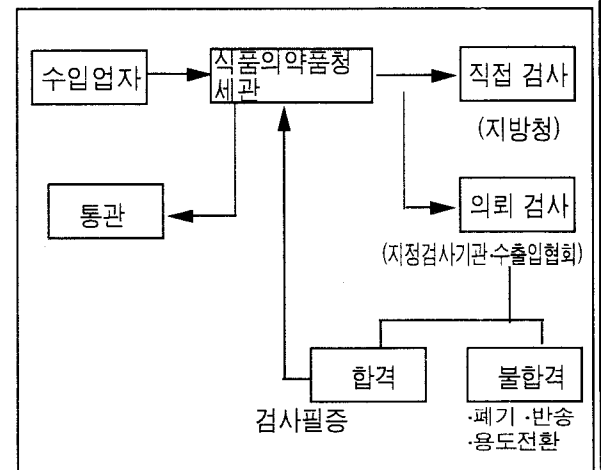 수입업자
식품의약품청
세관
직접 검사
(지방청)
통관
의뢰 검사
(지정검사기관·수출입협회)
합격
불합격
검사필증
·폐기 ·반송
·용도전환